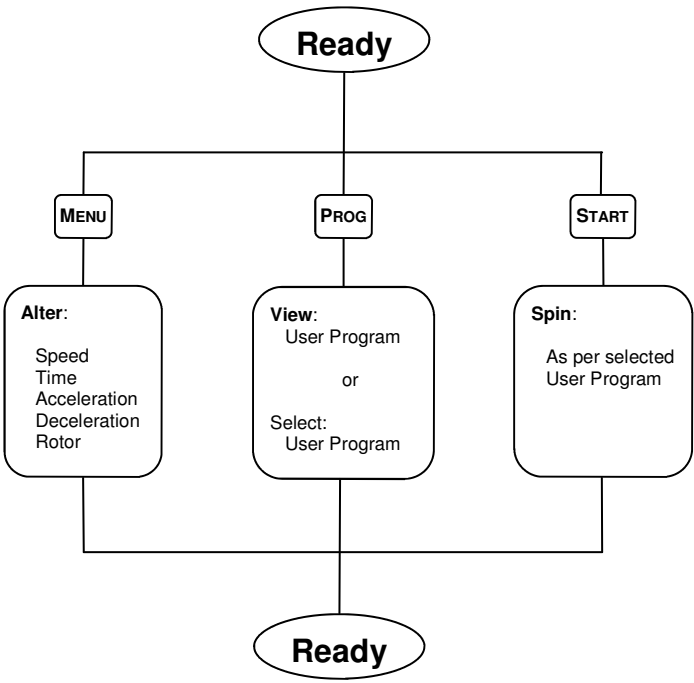 Ready
MENU
PROG
START
Alter:
Speed
Time
Acceleration
Deceleration
Rotor
View:
User Program
or
Select:
User Program
Spin:
As per selected
User Program
Ready